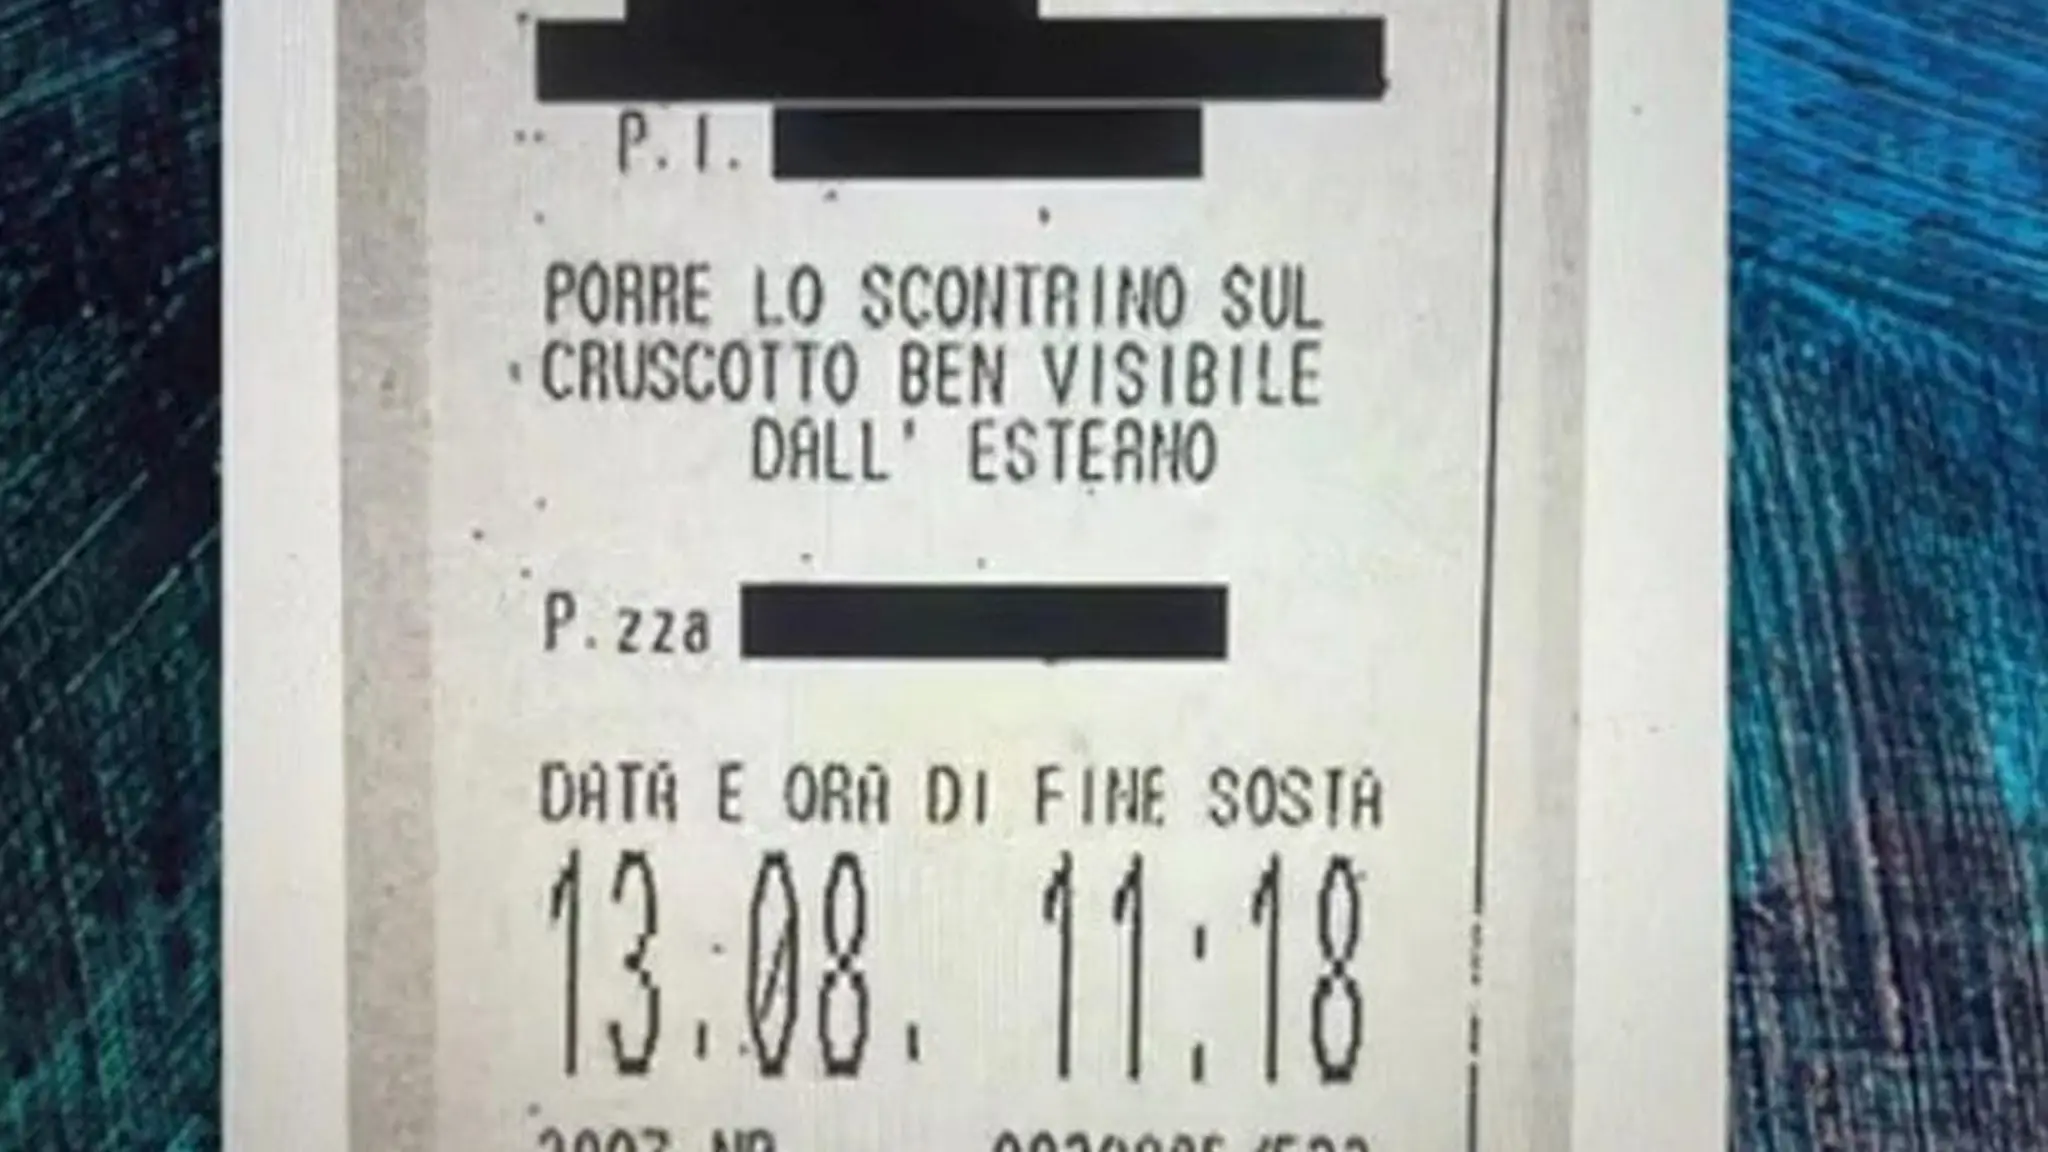 P.I.
PORRE LO SCONTRINO SUL
CRUSCOTTO BEN VISIBILE
DALL' ESTERNO
P.zza
DATA E ORA DI FINE SOSTA
13.08. 11:18